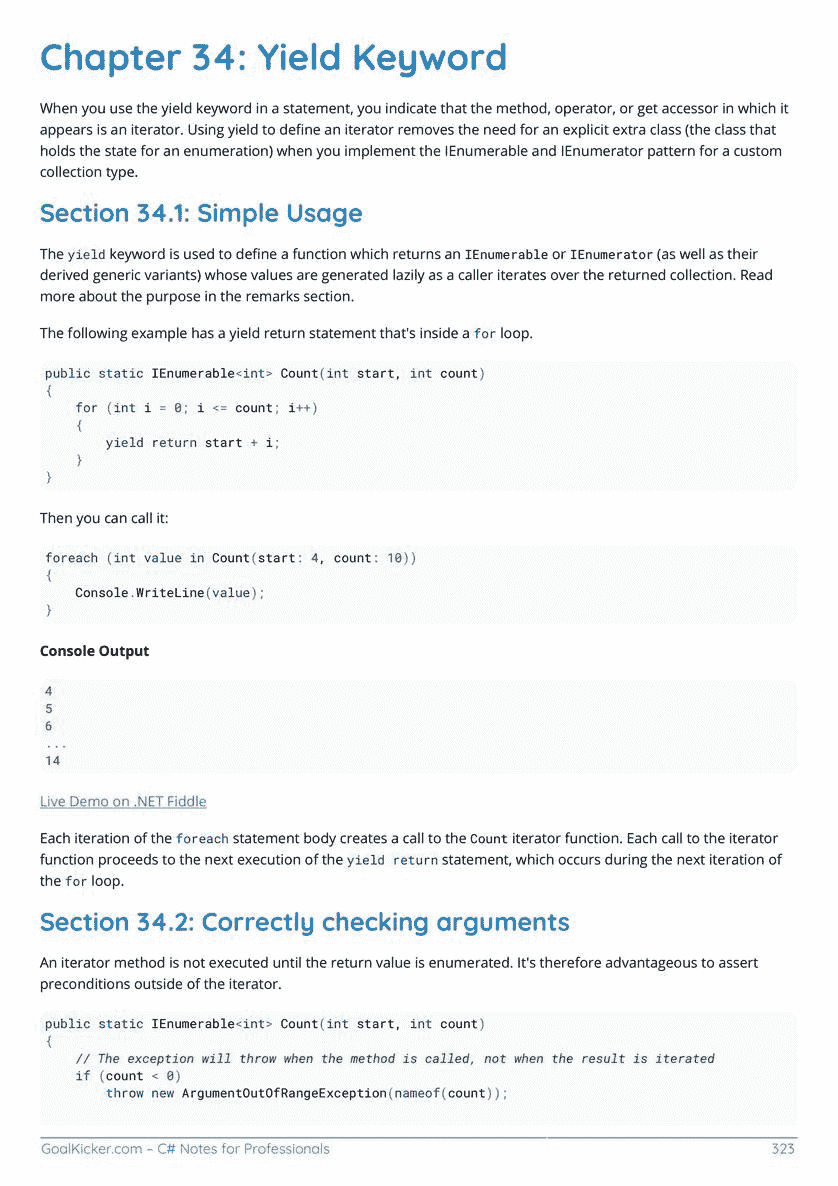 Chapter 34: Yield Keyword
When you use the yield keyword in a statement, you indicate that the method, operator, or get accessor in which it
appears is an iterator. Using yield to define an iterator removes the need for an explicit extra class (the class that
holds the state for an enumeration) when you implement the IEnumerable and IEnumerator pattern for a custom
collection type.
Section 34.1: Simple Usage
The yield keyword is used to define a function which returns an IEnumerable or IEnumerator (as well as their
derived generic variants) whose values are generated lazily as a caller iterates over the returned collection. Read
more about the purpose in the remarks section.
The following example has a yield return statement that's inside a for loop.
public static IEnumerable<int> Count(int start, int count)
{
    for (int i = 0; i <= count; i++)
    {
        yield return start + i;
    }
}
Then you can call it:
foreach (int value in Count(start: 4, count: 10))
{
    Console.WriteLine(value);
}
Console Output
4
5
6
...
14
Live Demo on .NET Fiddle
Each iteration of the foreach statement body creates a call to the Count iterator function. Each call to the iterator
function proceeds to the next execution of the yield return statement, which occurs during the next iteration of
the for loop.
Section 34.2: Correctly checking arguments
An iterator method is not executed until the return value is enumerated. It's therefore advantageous to assert
preconditions outside of the iterator.
public static IEnumerable<int> Count(int start, int count)
{
    // The exception will throw when the method is called, not when the result is iterated
    if (count < 0)
        throw new ArgumentOutOfRangeException(nameof(count));
GoalKicker.com – C# Notes for Professionals 323